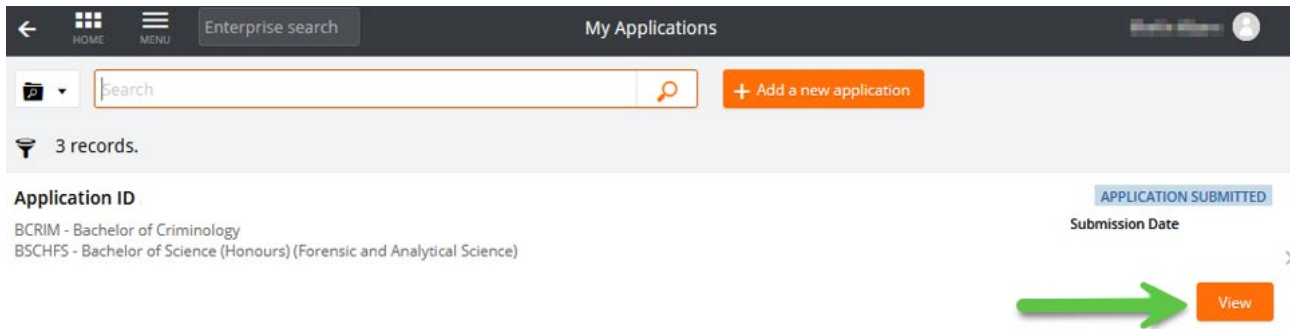 HOME
MENU
Enterprise search
My Applications
Search
+ Add a new application
3 records.
Application ID
APPLICATION SUBMITTED
BCRIM - Bachelor of Criminology
Submission Date
BSCHFS - Bachelor of Science (Honours) (Forensic and Analytical Science)
View